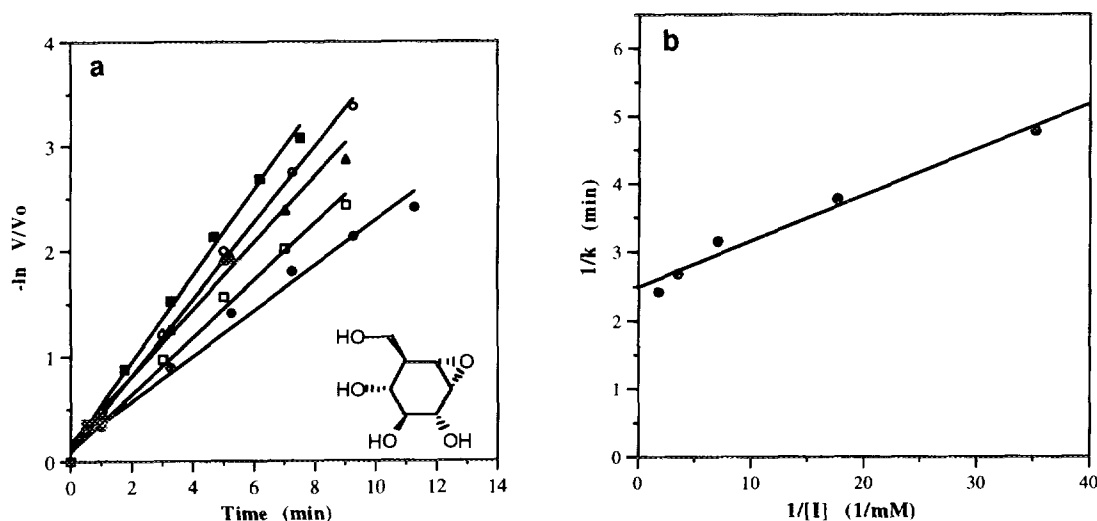 a
-ln V/Vo
4
3
2
1
0
0 2 4 6 8 10 12 14
Time (min)
HO
O
HO
HO OH
b
1/k (min)
6
5
4
3
2
1
0
0 10 20 30 40
1/[I] (1/mM)